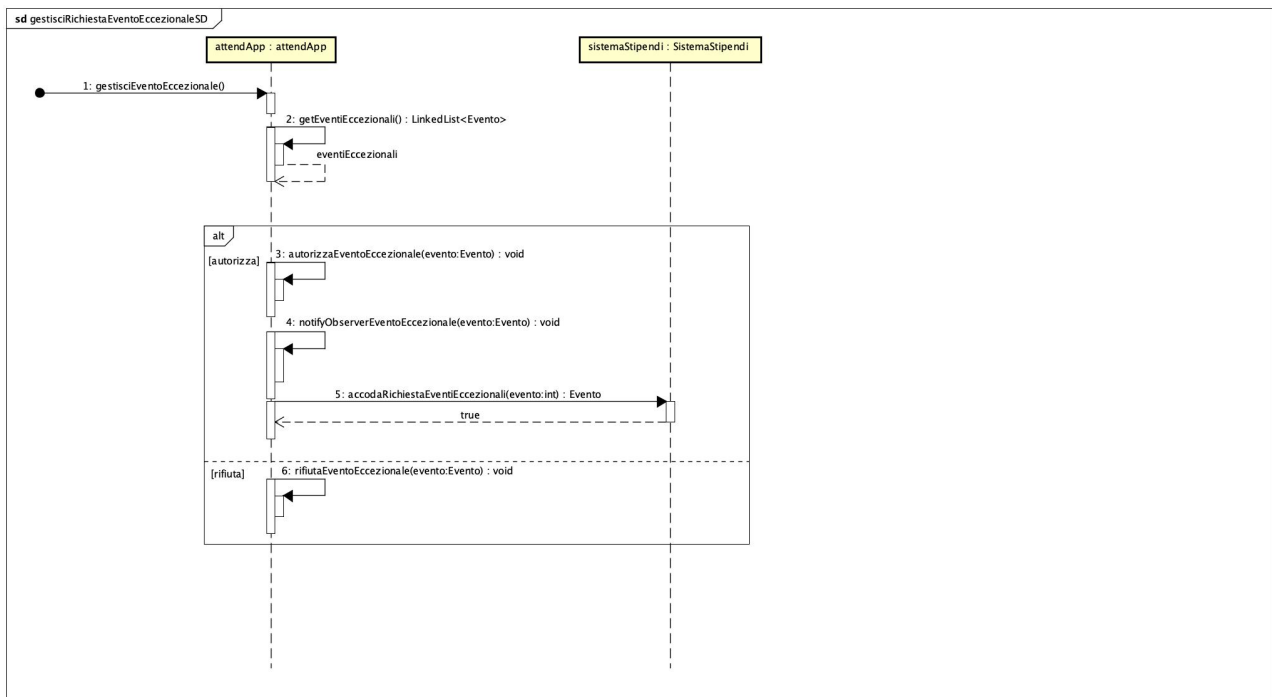 sd gestisciRichiestaEventoEccezionaleSD
attendApp : attendApp
sistemaStipendi : SistemaStipendi
1: gestisciEventoEccezionale()
2: getEventiEccezionali() : LinkedList<Evento>
eventiEccezionali
alt
[autorizza]
3: autorizzaEventoEccezionale(evento:Evento) : void
4: notifyObserverEventoEccezionale(evento:Evento) : void
5: accodaRichiestaEventiEccezionali(evento:int) : Evento
true
[rifiuta]
6: rifiutaEventoEccezionale(evento:Evento) : void